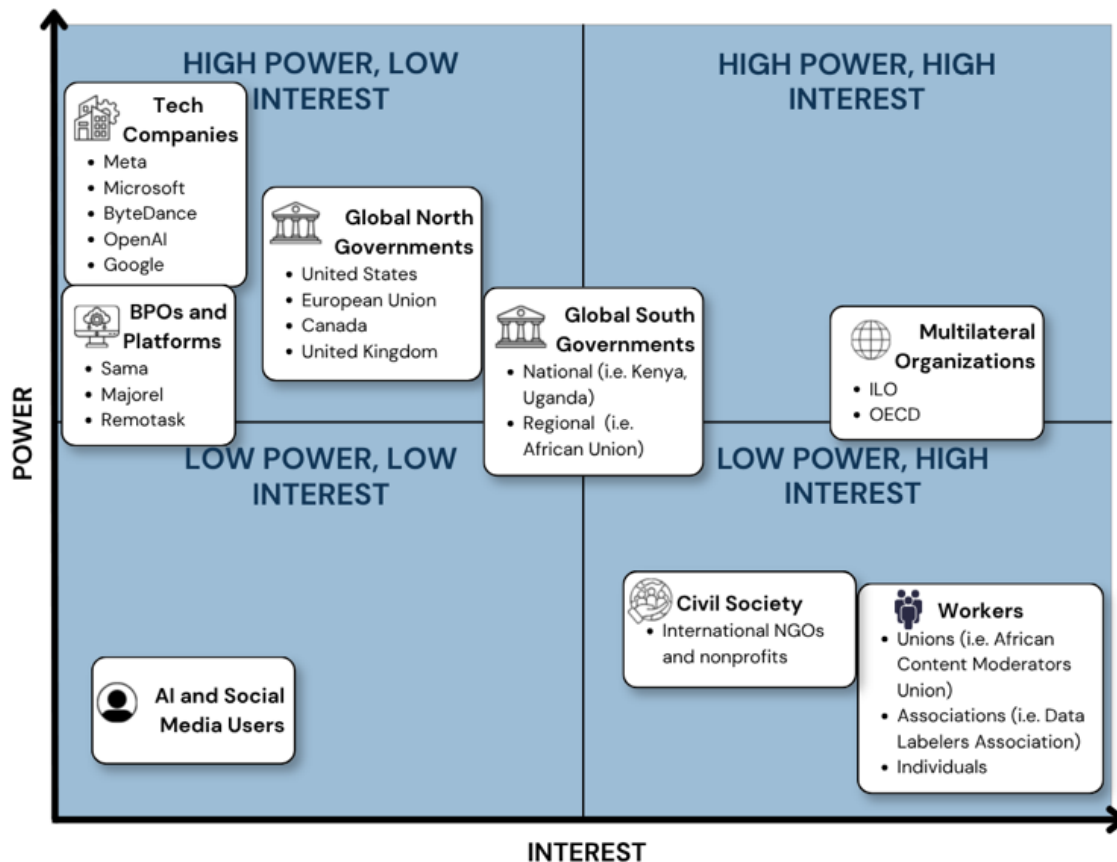 HIGH POWER, LOW
INTEREST
HIGH POWER, HIGH
INTEREST
Tech
Companies
• Meta
• Microsoft
• ByteDance
• OpenAI
• Google
Global North
Governments
• United States
• European Union
• Canada
• United Kingdom
BPOs and
Platforms
• Sama
• Majorel
• Remotask
Global South
Governments
• National (i.e. Kenya,
Uganda)
• Regional (i.e.
African Union)
Multilateral
Organizations
• ILO
• OECD
POWER
LOW POWER, LOW
INTEREST
LOW POWER, HIGH
INTEREST
Civil Society
• International NGOs
and nonprofits
Workers
• Unions (i.e. African
Content Moderators
Union)
• Associations (i.e. Data
Labelers Association)
• Individuals
AI and Social
Media Users
INTEREST